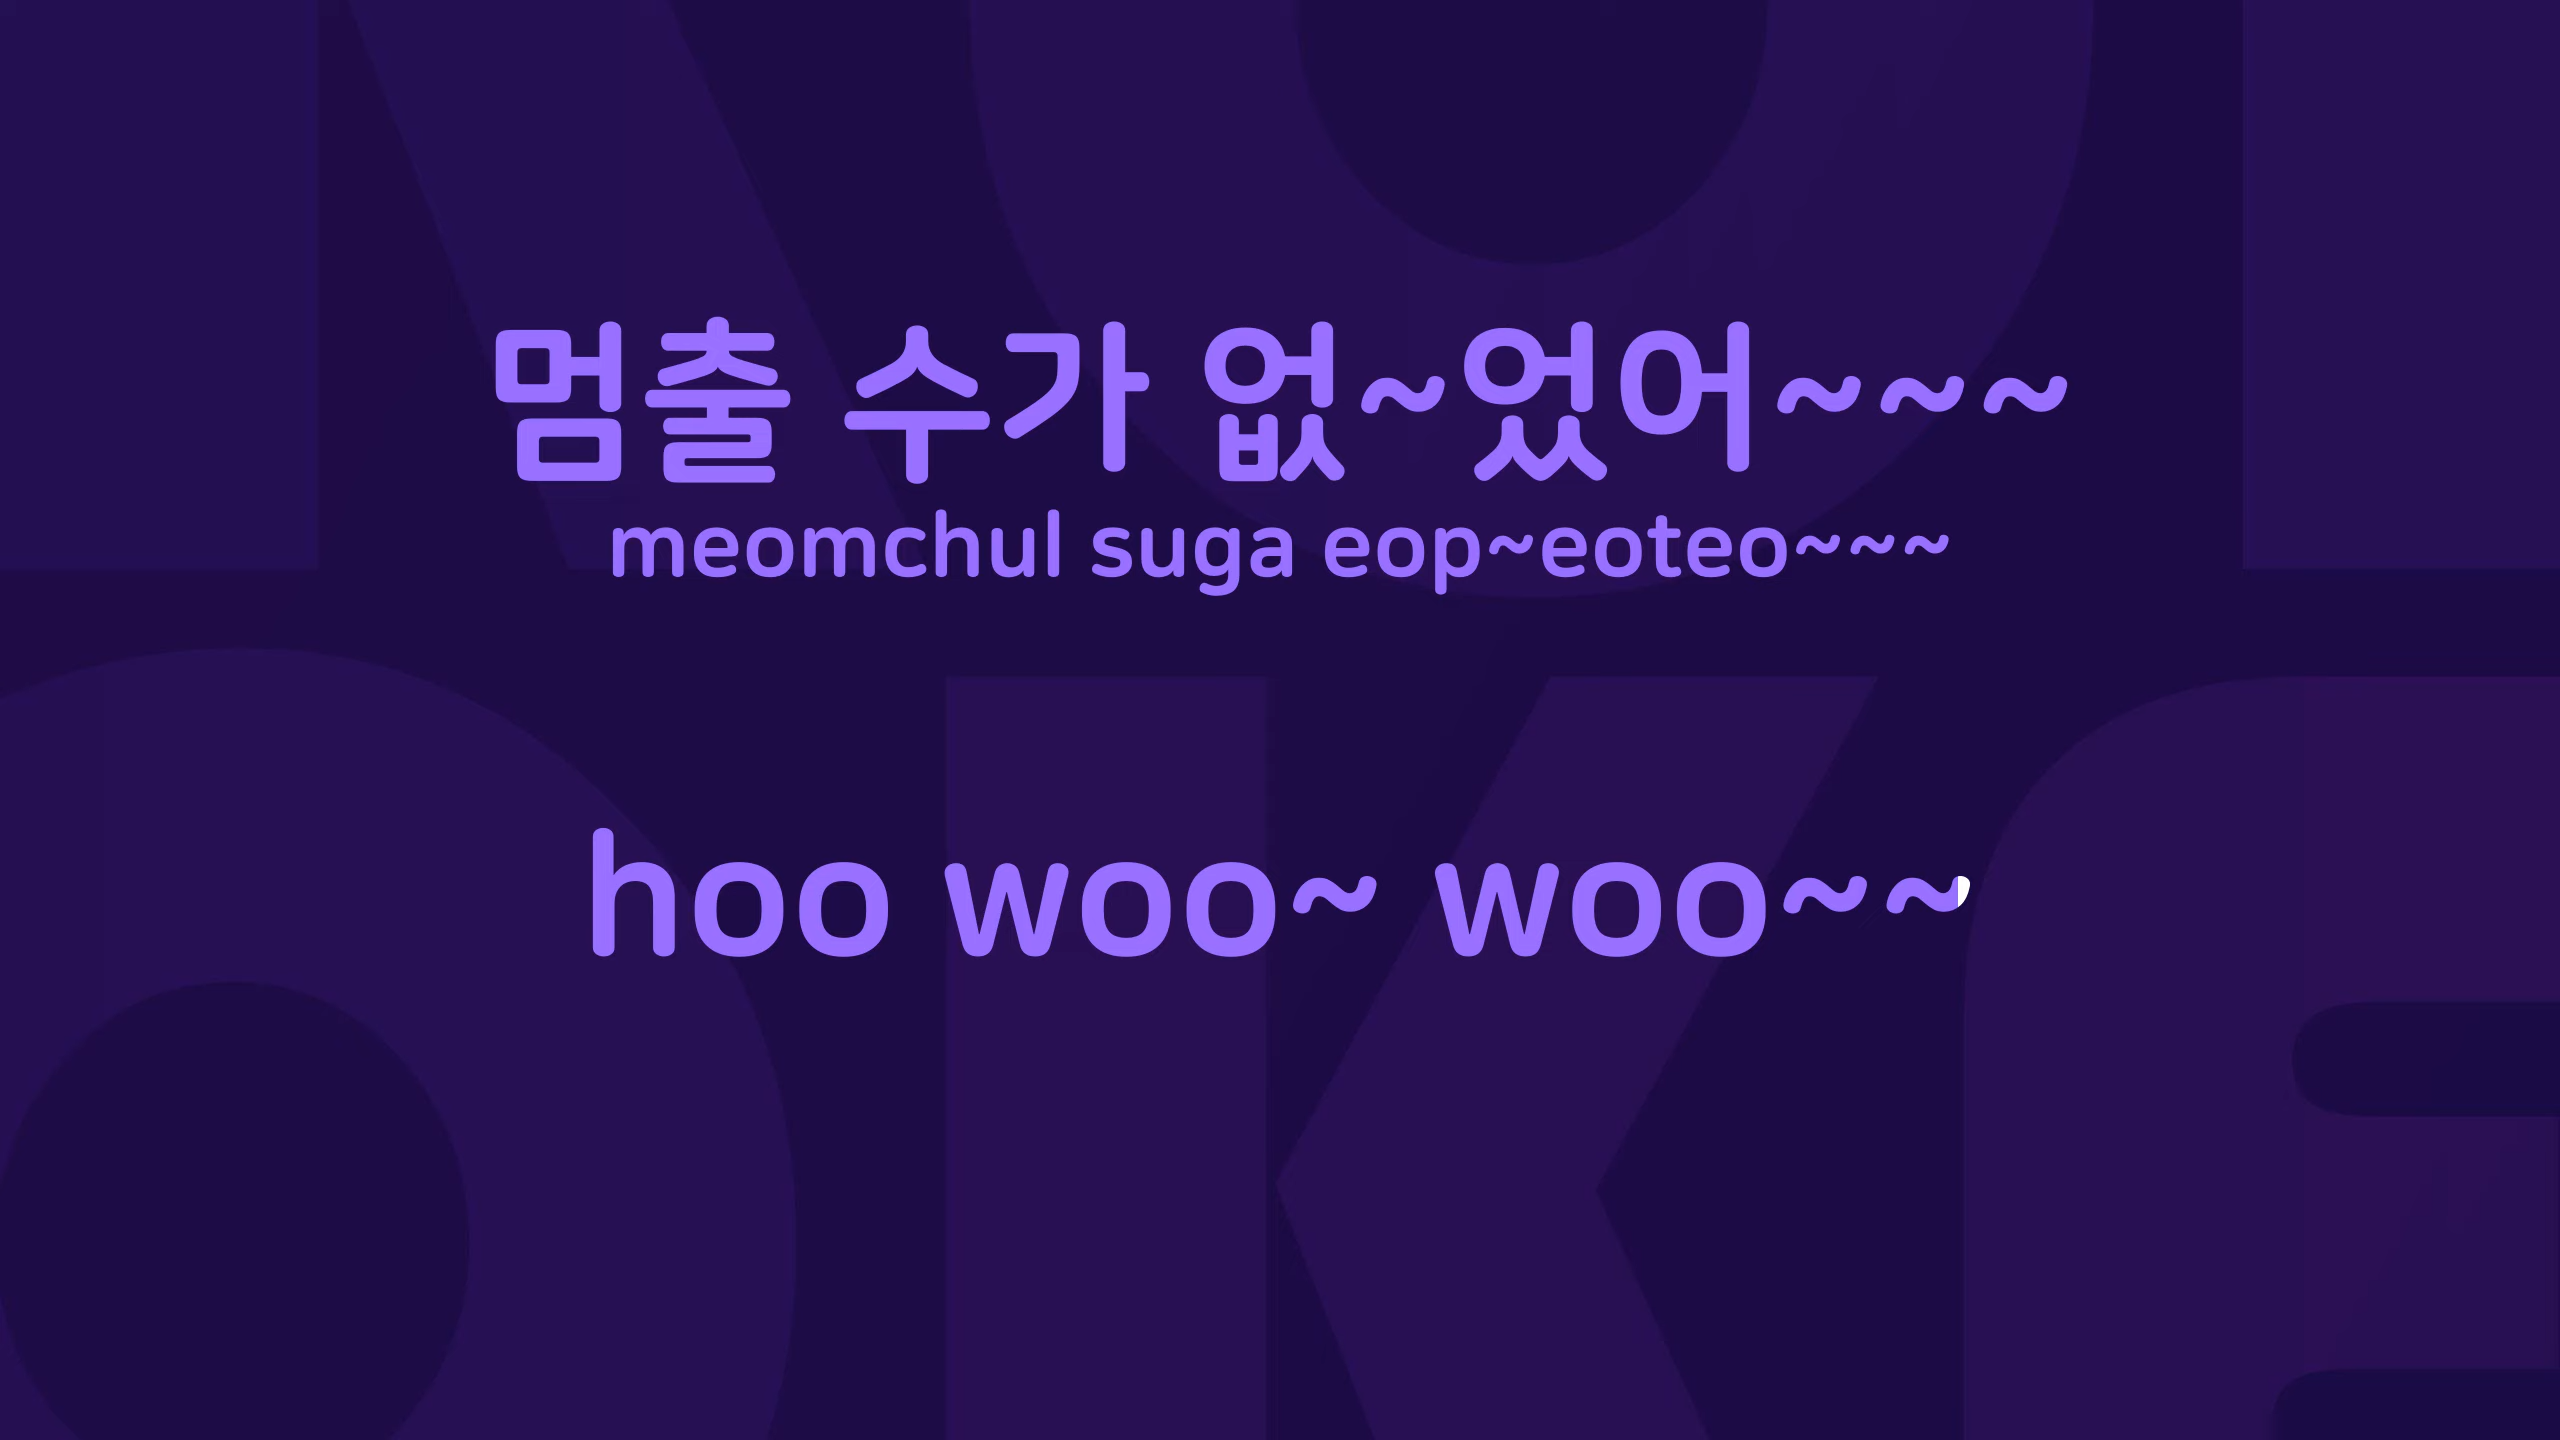 멈출 수가 없~었어~~~
meomchul suga eop~eoteo~~~
hoo woo~ woo~~